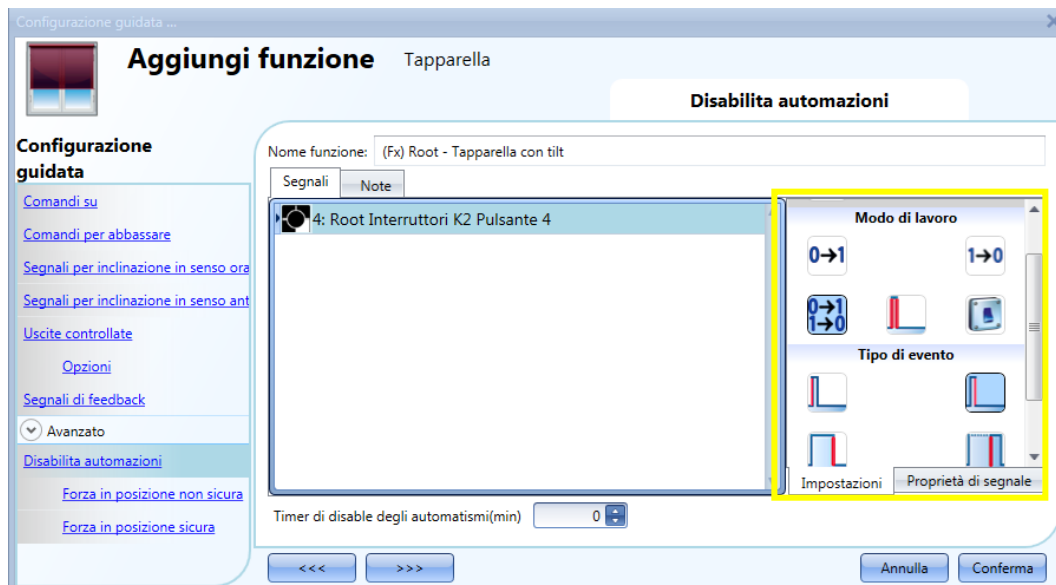 Configurazione guidata ...
Aggiungi funzione Tapparella
Disabilita automazioni
Configurazione
guidata
Comandi su
Comandi per abbassare
Segnali per inclinazione in senso ora
Segnali per inclinazione in senso ant
Uscite controllate
Opzioni
Segnali di feedback
Avanzato
Disabilita automazioni
Forza in posizione non sicura
Forza in posizione sicura
Nome funzione: (Fx) Root - Tapparella con tilt
Segnali Note
4: Root Interruttori K2 Pulsante 4
Modo di lavoro
0→1 1→0
0→1
1→0
Tipo di evento
Impostazioni Proprietà di segnale
Timer di disable degli automatismi(min) 0
<<< >>> Annulla Conferma